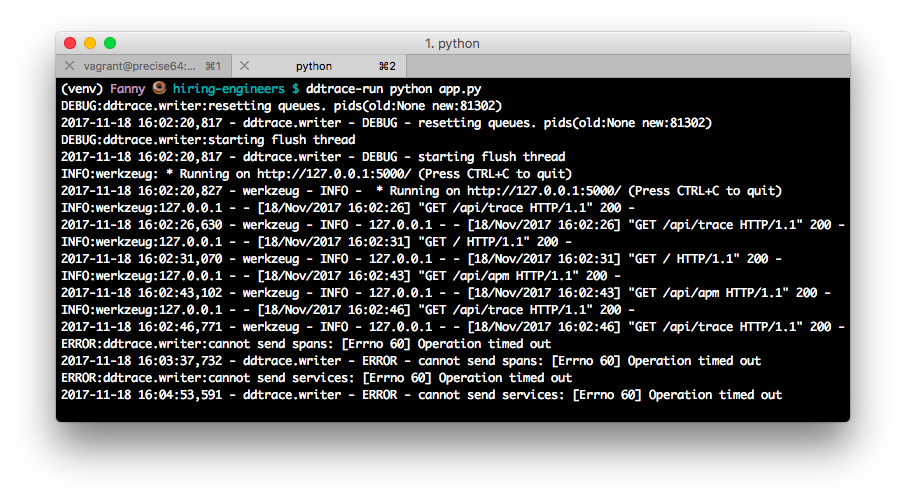 1. python
vagrant@precise64:... ⌘1
python ⌘2
(venv) Fanny 🍩 hiring-engineers $ ddtrace-run python app.py
DEBUG:ddtrace.writer:resetting queues. pids(old:None new:81302)
2017-11-18 16:02:20,817 - ddtrace.writer - DEBUG - resetting queues. pids(old:None new:81302)
DEBUG:ddtrace.writer:starting flush thread
2017-11-18 16:02:20,817 - ddtrace.writer - DEBUG - starting flush thread
INFO:werkzeug: * Running on http://127.0.0.1:5000/ (Press CTRL+C to quit)
2017-11-18 16:02:20,827 - werkzeug - INFO -  * Running on http://127.0.0.1:5000/ (Press CTRL+C to quit)
INFO:werkzeug:127.0.0.1 - - [18/Nov/2017 16:02:26] "GET /api/trace HTTP/1.1" 200 -
2017-11-18 16:02:26,630 - werkzeug - INFO - 127.0.0.1 - - [18/Nov/2017 16:02:26] "GET /api/trace HTTP/1.1" 200 -
INFO:werkzeug:127.0.0.1 - - [18/Nov/2017 16:02:31] "GET / HTTP/1.1" 200 -
2017-11-18 16:02:31,070 - werkzeug - INFO - 127.0.0.1 - - [18/Nov/2017 16:02:31] "GET / HTTP/1.1" 200 -
INFO:werkzeug:127.0.0.1 - - [18/Nov/2017 16:02:43] "GET /api/apm HTTP/1.1" 200 -
2017-11-18 16:02:43,102 - werkzeug - INFO - 127.0.0.1 - - [18/Nov/2017 16:02:43] "GET /api/apm HTTP/1.1" 200 -
INFO:werkzeug:127.0.0.1 - - [18/Nov/2017 16:02:46] "GET /api/trace HTTP/1.1" 200 -
2017-11-18 16:02:46,771 - werkzeug - INFO - 127.0.0.1 - - [18/Nov/2017 16:02:46] "GET /api/trace HTTP/1.1" 200 -
ERROR:ddtrace.writer:cannot send spans: [Errno 60] Operation timed out
2017-11-18 16:03:37,732 - ddtrace.writer - ERROR - cannot send spans: [Errno 60] Operation timed out
ERROR:ddtrace.writer:cannot send services: [Errno 60] Operation timed out
2017-11-18 16:04:53,591 - ddtrace.writer - ERROR - cannot send services: [Errno 60] Operation timed out